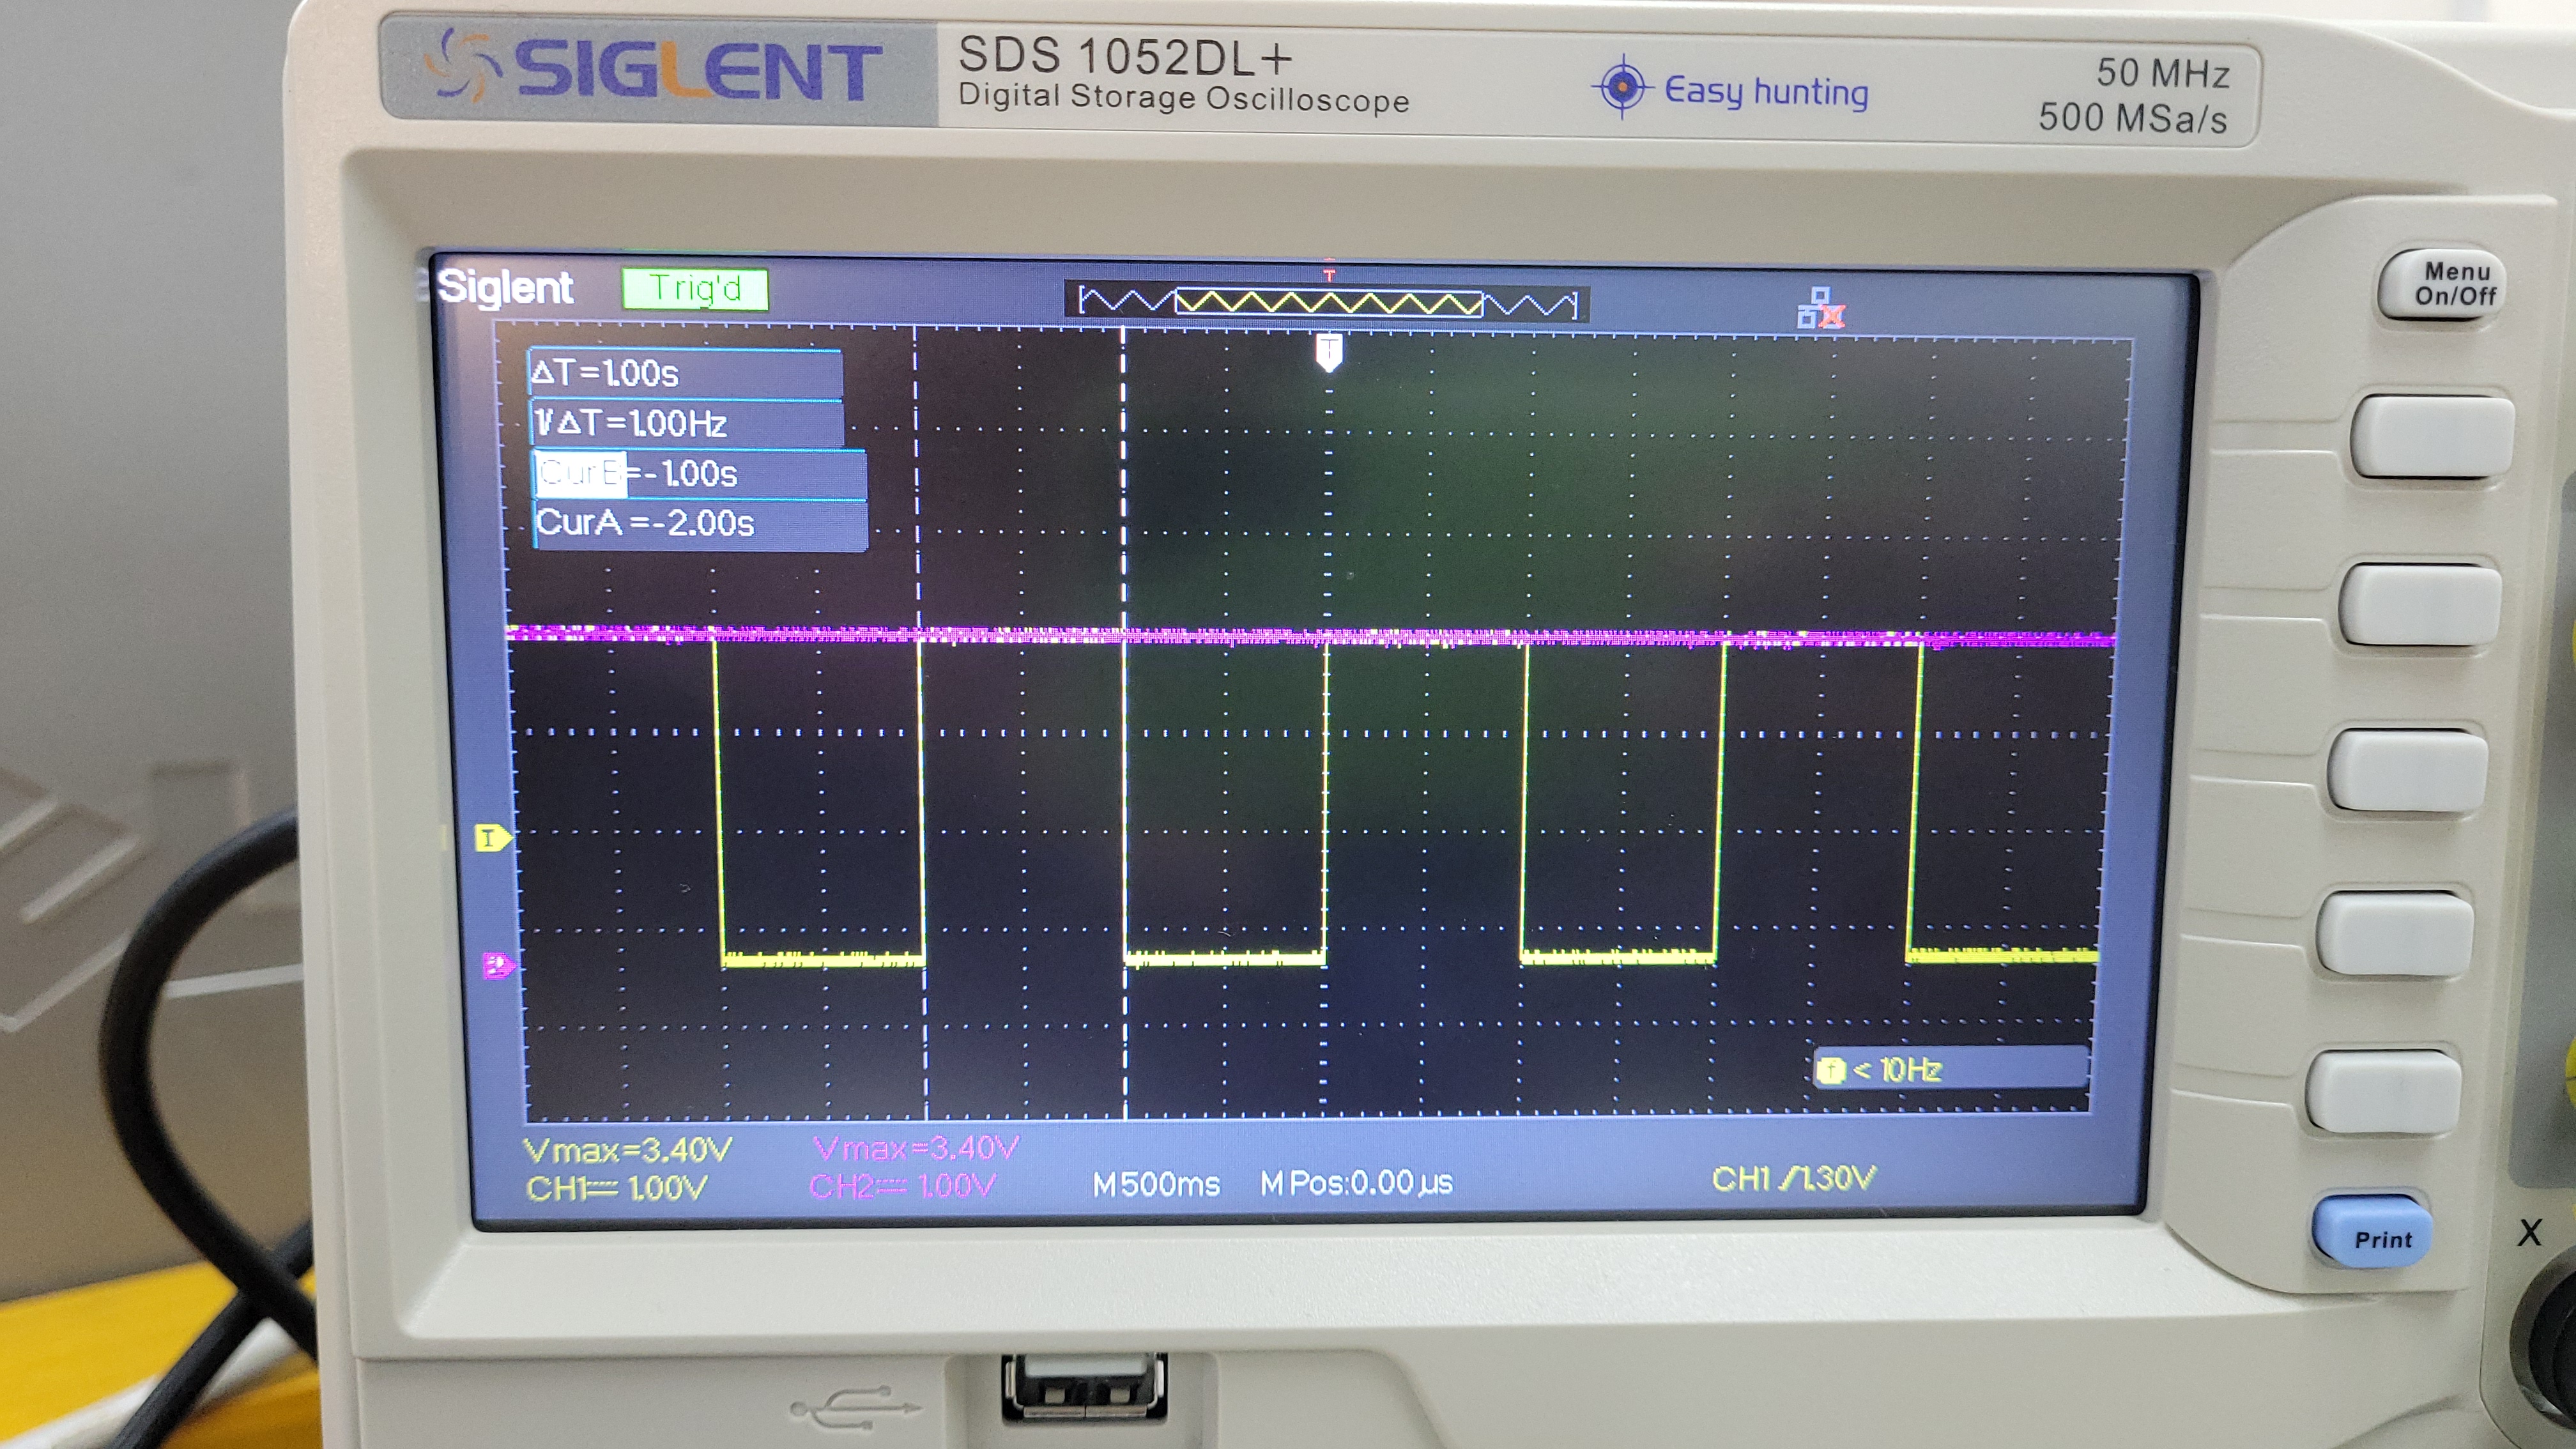 SIGLENT
SDS 1052DL+
Digital Storage Oscilloscope
Easy hunting
50 MHz
500 MSa/s
Siglent
Trig'd
T
T
Menu
On/Off
ΔT=1.00s
1/ΔT=1.00Hz
CurB=-1.00s
CurA =-2.00s
f < 10Hz
Vmax=3.40V
Vmax=3.40V
CH1 1.00V
CH2 1.00V
M 500ms
M Pos:0.00µs
CH1 /1.30V
Print
X